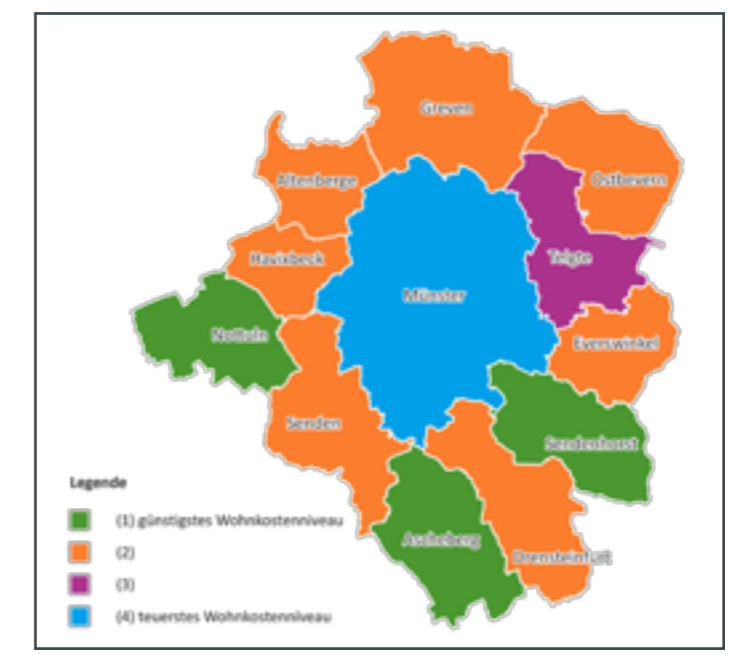 Greven
Altenberge
Ostbevern
Havixbeck
Telgte
Münster
Nottuln
Everswinkel
Senden
Sendenhorst
Ascheberg
Drensteinfurt
Legende
(1) günstigstes Wohnkostenniveau
(2)
(3)
(4) teuerstes Wohnkostenniveau